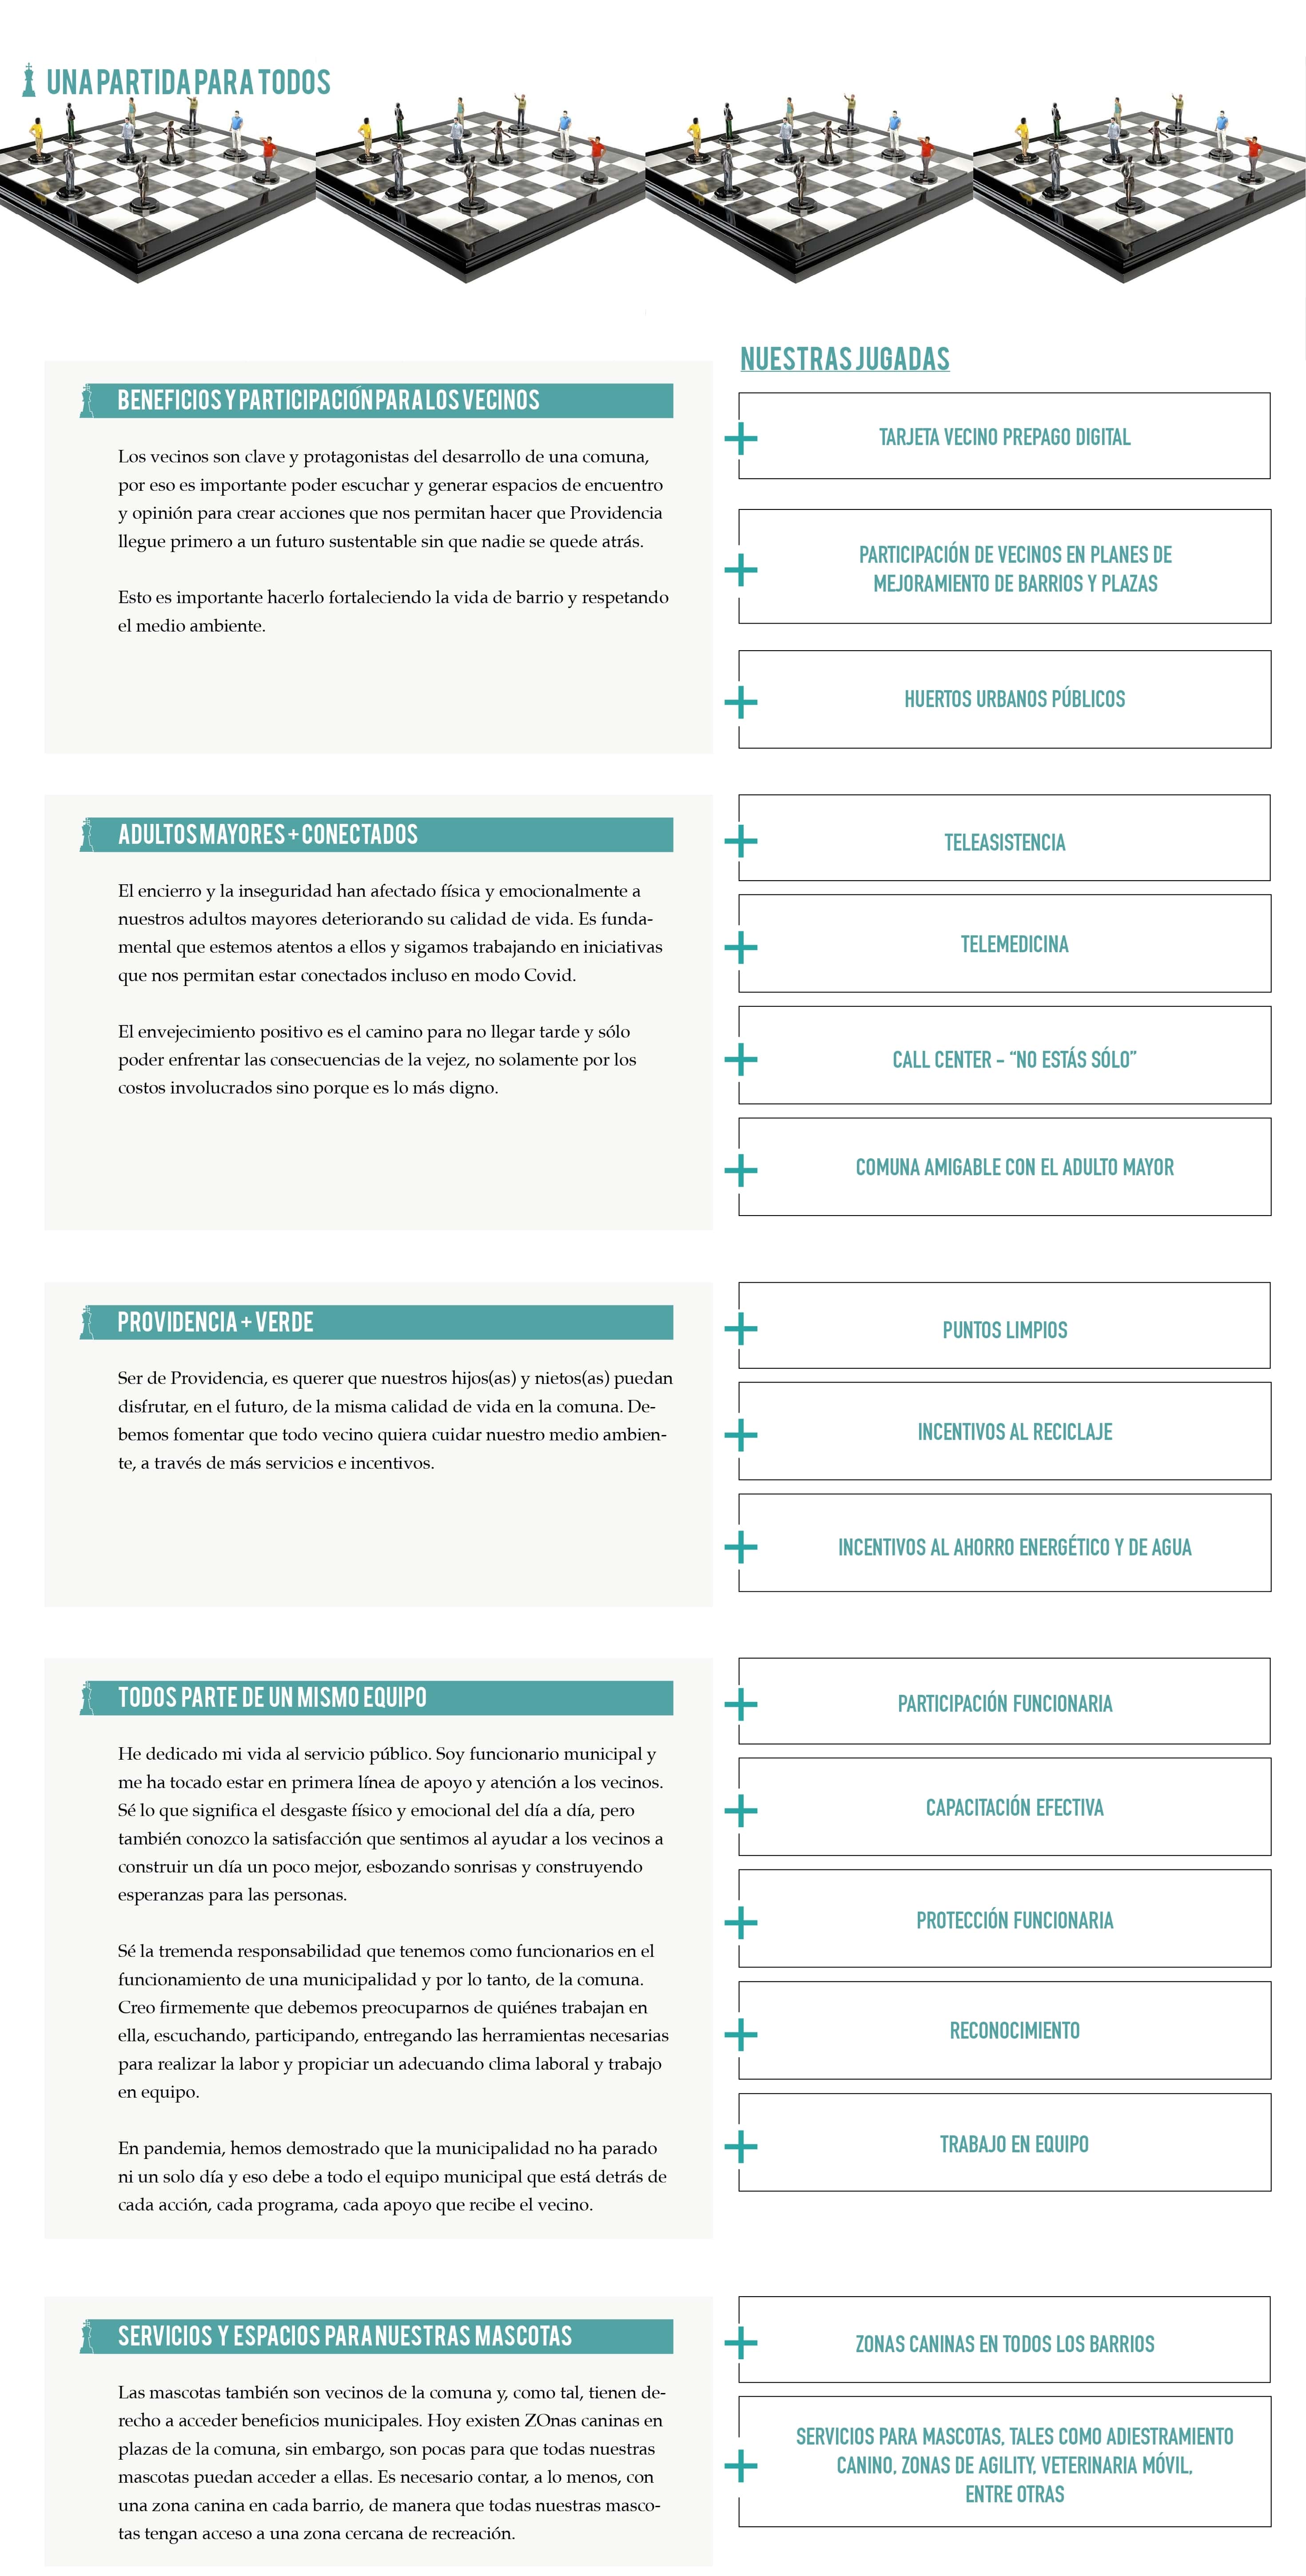 UNA PARTIDA PARA TODOS
NUESTRAS JUGADAS
BENEFICIOS Y PARTICIPACIÓN PARA LOS VECINOS
Los vecinos son clave y protagonistas del desarrollo de una comuna,
por eso es importante poder escuchar y generar espacios de encuentro
y opinión para crear acciones que nos permitan hacer que Providencia
llegue primero a un futuro sustentable sin que nadie se quede atrás.
Esto es importante hacerlo fortaleciendo la vida de barrio y respetando
el medio ambiente.
+ TARJETA VECINO PREPAGO DIGITAL
+ PARTICIPACIÓN DE VECINOS EN PLANES DE
MEJORAMIENTO DE BARRIOS Y PLAZAS
+ HUERTOS URBANOS PÚBLICOS
ADULTOS MAYORES + CONECTADOS
El encierro y la inseguridad han afectado física y emocionalmente a
nuestros adultos mayores deteriorando su calidad de vida. Es funda-
mental que estemos atentos a ellos y sigamos trabajando en iniciativas
que nos permitan estar conectados incluso en modo Covid.
El envejecimiento positivo es el camino para no llegar tarde y sólo
poder enfrentar las consecuencias de la vejez, no solamente por los
costos involucrados sino porque es lo más digno.
+ TELEASISTENCIA
+ TELEMEDICINA
+ CALL CENTER - “NO ESTÁS SÓLO”
+ COMUNA AMIGABLE CON EL ADULTO MAYOR
PROVIDENCIA + VERDE
Ser de Providencia, es querer que nuestros hijos(as) y nietos(as) puedan
disfrutar, en el futuro, de la misma calidad de vida en la comuna. De-
bemos fomentar que todo vecino quiera cuidar nuestro medio ambien-
te, a través de más servicios e incentivos.
+ PUNTOS LIMPIOS
+ INCENTIVOS AL RECICLAJE
+ INCENTIVOS AL AHORRO ENERGÉTICO Y DE AGUA
TODOS PARTE DE UN MISMO EQUIPO
He dedicado mi vida al servicio público. Soy funcionario municipal y
me ha tocado estar en primera línea de apoyo y atención a los vecinos.
Sé lo que significa el desgaste físico y emocional del día a día, pero
también conozco la satisfacción que sentimos al ayudar a los vecinos a
construir un día un poco mejor, esbozando sonrisas y construyendo
esperanzas para las personas.
Sé la tremenda responsabilidad que tenemos como funcionarios en el
funcionamiento de una municipalidad y por lo tanto, de la comuna.
Creo firmemente que debemos preocuparnos de quiénes trabajan en
ella, escuchando, participando, entregando las herramientas necesarias
para realizar la labor y propiciar un adecuando clima laboral y trabajo
en equipo.
En pandemia, hemos demostrado que la municipalidad no ha parado
ni un solo día y eso debe a todo el equipo municipal que está detrás de
cada acción, cada programa, cada apoyo que recibe el vecino.
+ PARTICIPACIÓN FUNCIONARIA
+ CAPACITACIÓN EFECTIVA
+ PROTECCIÓN FUNCIONARIA
+ RECONOCIMIENTO
+ TRABAJO EN EQUIPO
SERVICIOS Y ESPACIOS PARA NUESTRAS MASCOTAS
Las mascotas también son vecinos de la comuna y, como tal, tienen de-
recho a acceder beneficios municipales. Hoy existen ZOnas caninas en
plazas de la comuna, sin embargo, son pocas para que todas nuestras
mascotas puedan acceder a ellas. Es necesario contar, a lo menos, con
una zona canina en cada barrio, de manera que todas nuestras masco-
tas tengan acceso a una zona cercana de recreación.
+ ZONAS CANINAS EN TODOS LOS BARRIOS
+ SERVICIOS PARA MASCOTAS, TALES COMO ADIESTRAMIENTO
CANINO, ZONAS DE AGILITY, VETERINARIA MÓVIL,
ENTRE OTRAS